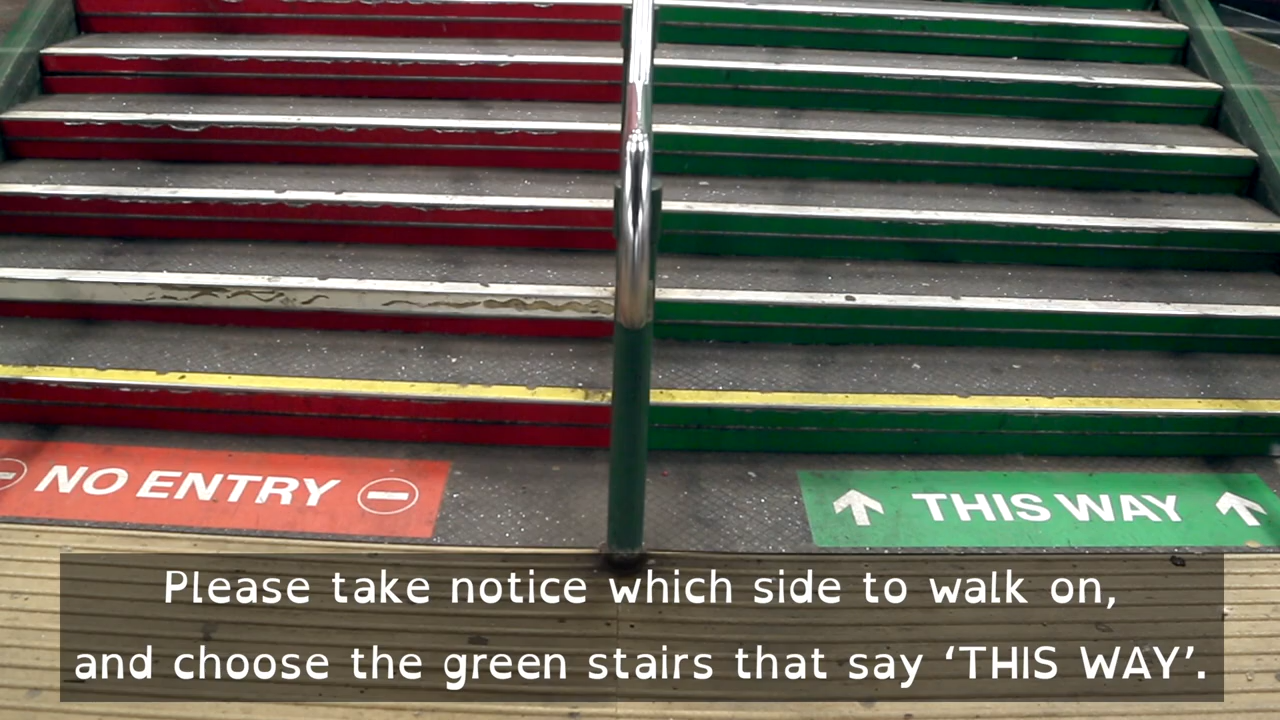 NO ENTRY
THIS WAY
Please take notice which side to walk on,
and choose the green stairs that say ‘THIS WAY’.